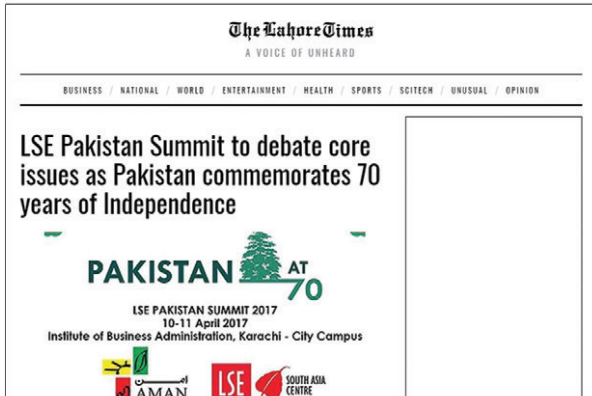 The Lahore Times
A VOICE OF UNHEARD
BUSINESS / NATIONAL / WORLD / ENTERTAINMENT / HEALTH / SPORTS / SCITECH / UNUSUAL / OPINION
LSE Pakistan Summit to debate core
issues as Pakistan commemorates 70
years of Independence
PAKISTAN AT
70
LSE PAKISTAN SUMMIT 2017
10-11 April 2017
Institute of Business Administration, Karachi - City Campus
امن
AMAN
LSE
SOUTH ASIA
CENTRE